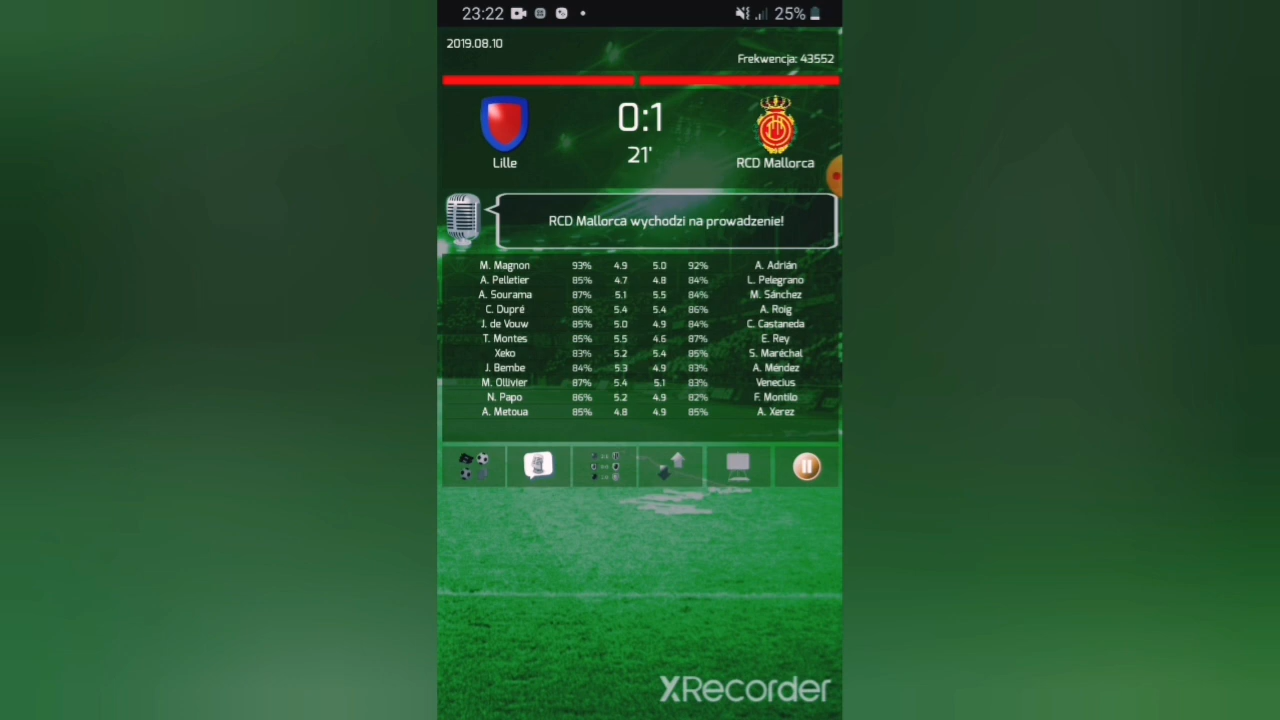 23:22 25%
2019.08.10
Frekwencja: 43552
0:1
21'
Lille RCD Mallorca
RCD Mallorca wychodzi na prowadzenie!
M. Magnon 93% 4.9 5.0 92% A. Adrián
A. Pelletier 85% 4.7 4.8 84% L. Pelegrano
A. Sourama 87% 5.1 5.5 84% M. Sánchez
C. Dupré 86% 5.4 5.4 86% A. Roig
J. de Vouw 85% 5.0 4.9 84% C. Castaneda
T. Montes 85% 5.5 4.6 87% E. Rey
Xeko 83% 5.2 5.4 85% S. Maréchal
J. Bembe 84% 5.3 4.9 83% A. Méndez
M. Ollivier 87% 5.4 5.1 83% Venecius
N. Papo 86% 5.2 4.9 82% F. Montilo
A. Metoua 85% 4.8 4.9 85% A. Xerez
XRecorder